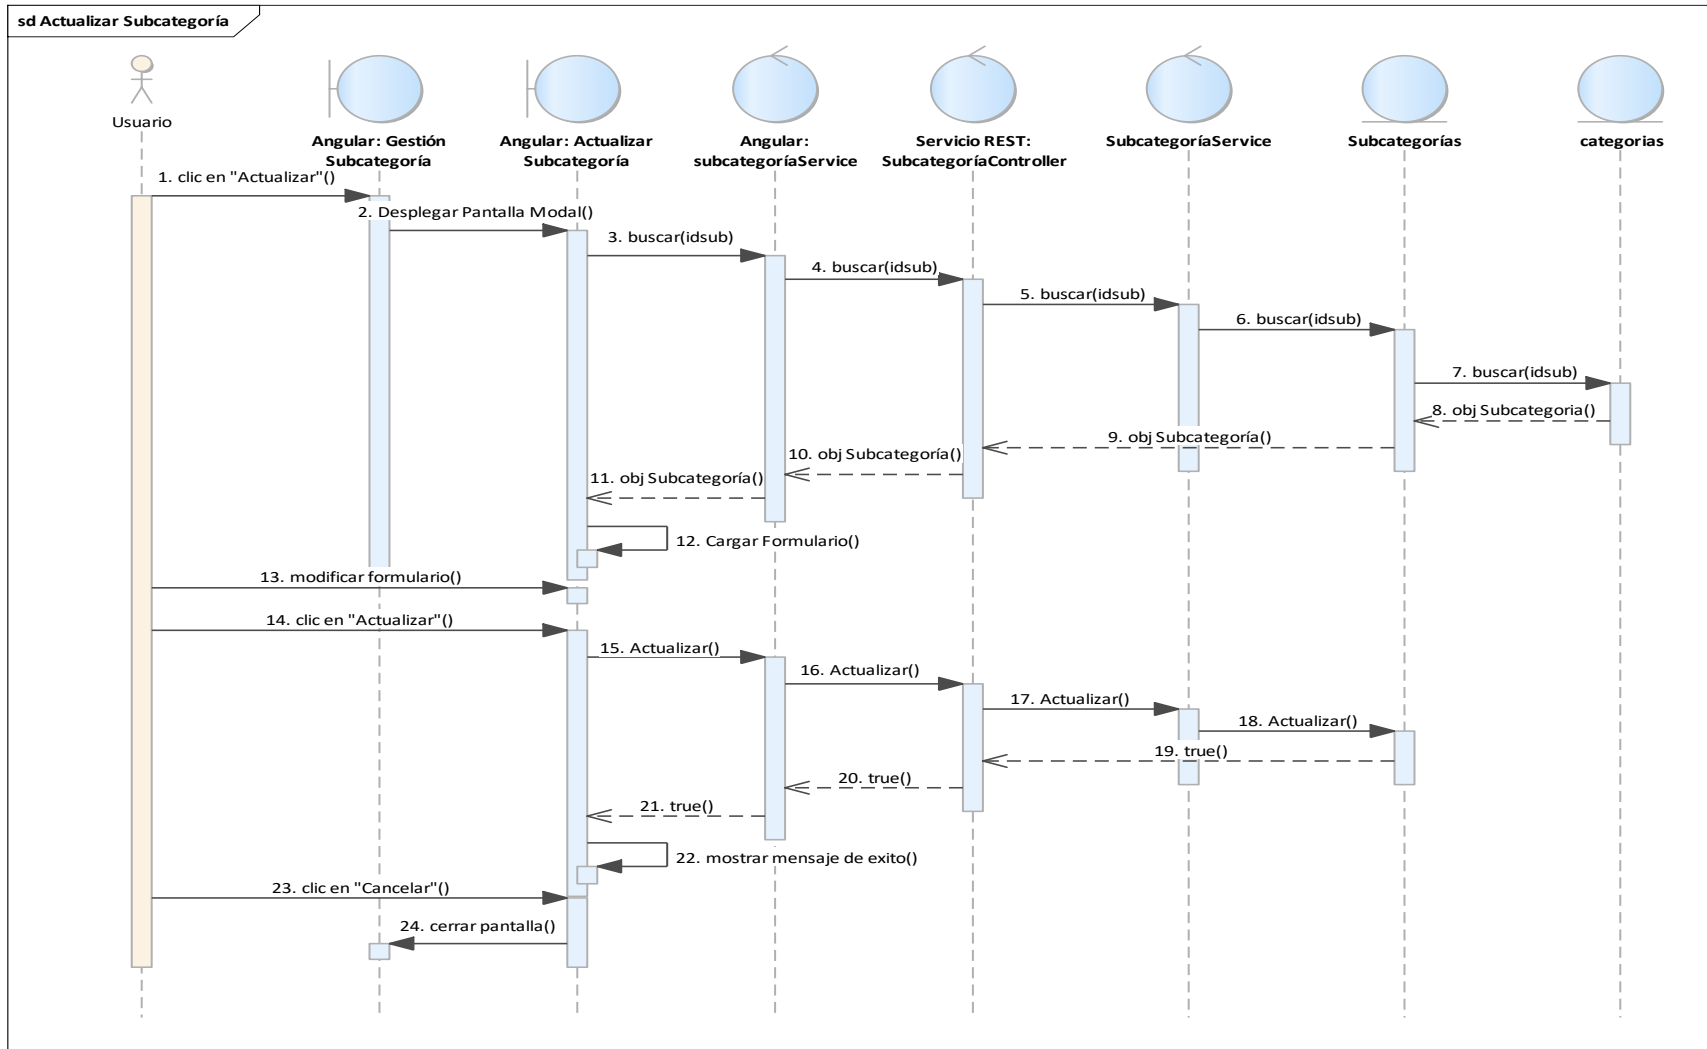 sd Actualizar Subcategoría
Usuario
Angular: Gestión
Subcategoría
Angular: Actualizar
Subcategoría
Angular:
subcategoríaService
Servicio REST:
SubcategoríaController
SubcategoríaService
Subcategorías
categorias
1. clic en "Actualizar"()
2. Desplegar Pantalla Modal()
3. buscar(idsub)
4. buscar(idsub)
5. buscar(idsub)
6. buscar(idsub)
7. buscar(idsub)
8. obj Subcategoria()
9. obj Subcategoría()
10. obj Subcategoría()
11. obj Subcategoría()
12. Cargar Formulario()
13. modificar formulario()
14. clic en "Actualizar"()
15. Actualizar()
16. Actualizar()
17. Actualizar()
18. Actualizar()
19. true()
20. true()
21. true()
22. mostrar mensaje de exito()
23. clic en "Cancelar"()
24. cerrar pantalla()